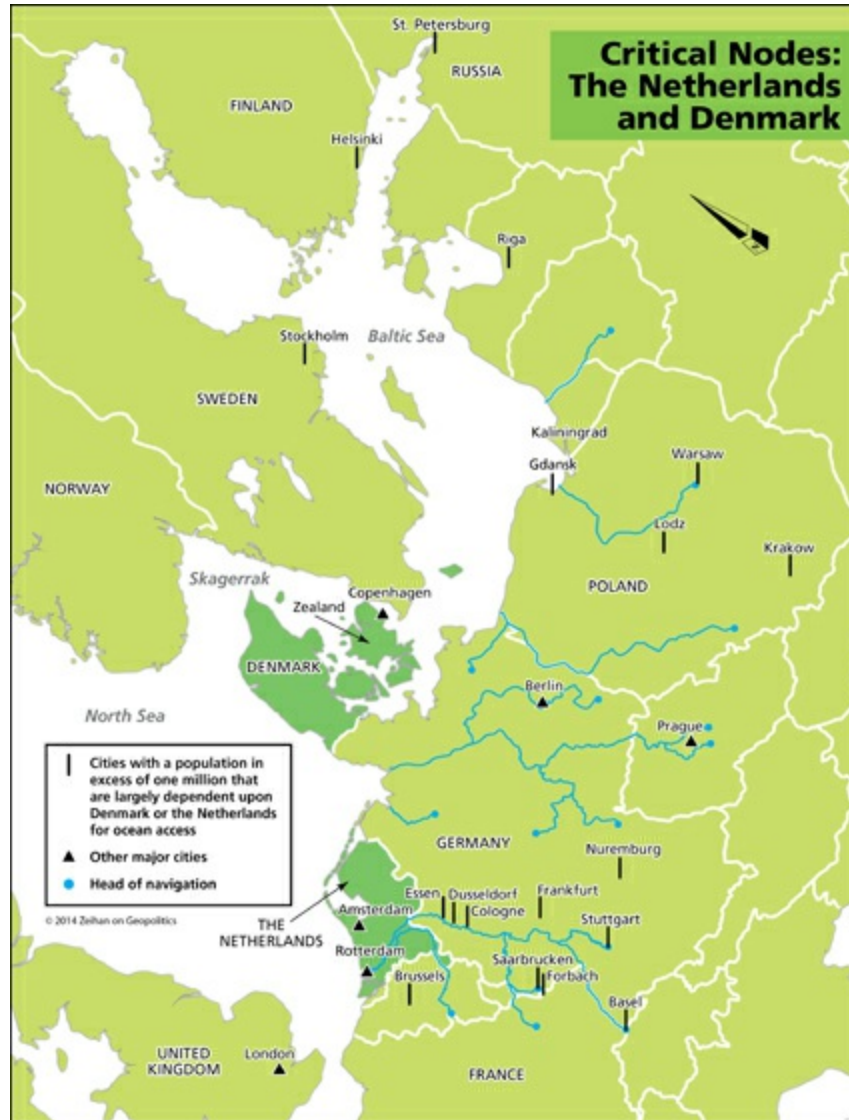 St. Petersburg
Critical Nodes:
The Netherlands
and Denmark
RUSSIA
FINLAND
Helsinki
Riga
Stockholm
Baltic Sea
SWEDEN
Kaliningrad
Gdansk
Warsaw
NORWAY
Lodz
Krakow
Skagerrak
POLAND
Copenhagen
Zealand
DENMARK
Berlin
North Sea
Prague
Cities with a population in
excess of one million that
are largely dependent upon
Denmark or the Netherlands
for ocean access
Other major cities
Head of navigation
© 2014 Zeihan on Geopolitics
GERMANY
Nuremburg
Essen
Dusseldorf
Frankfurt
Cologne
THE
NETHERLANDS
Amsterdam
Stuttgart
Rotterdam
Saarbrucken
Brussels
Forbach
Basel
UNITED
KINGDOM
London
FRANCE